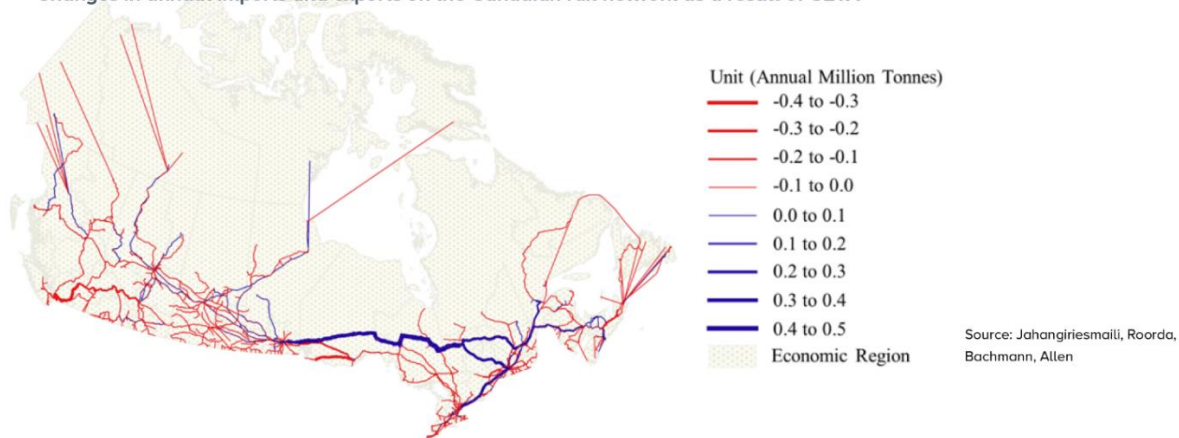 Unit (Annual Million Tonnes)
-0.4 to -0.3
-0.3 to -0.2
-0.2 to -0.1
-0.1 to 0.0
0.0 to 0.1
0.1 to 0.2
0.2 to 0.3
0.3 to 0.4
0.4 to 0.5
Economic Region
Source: Jahangiriesmaili, Roorda,
Bachmann, Allen